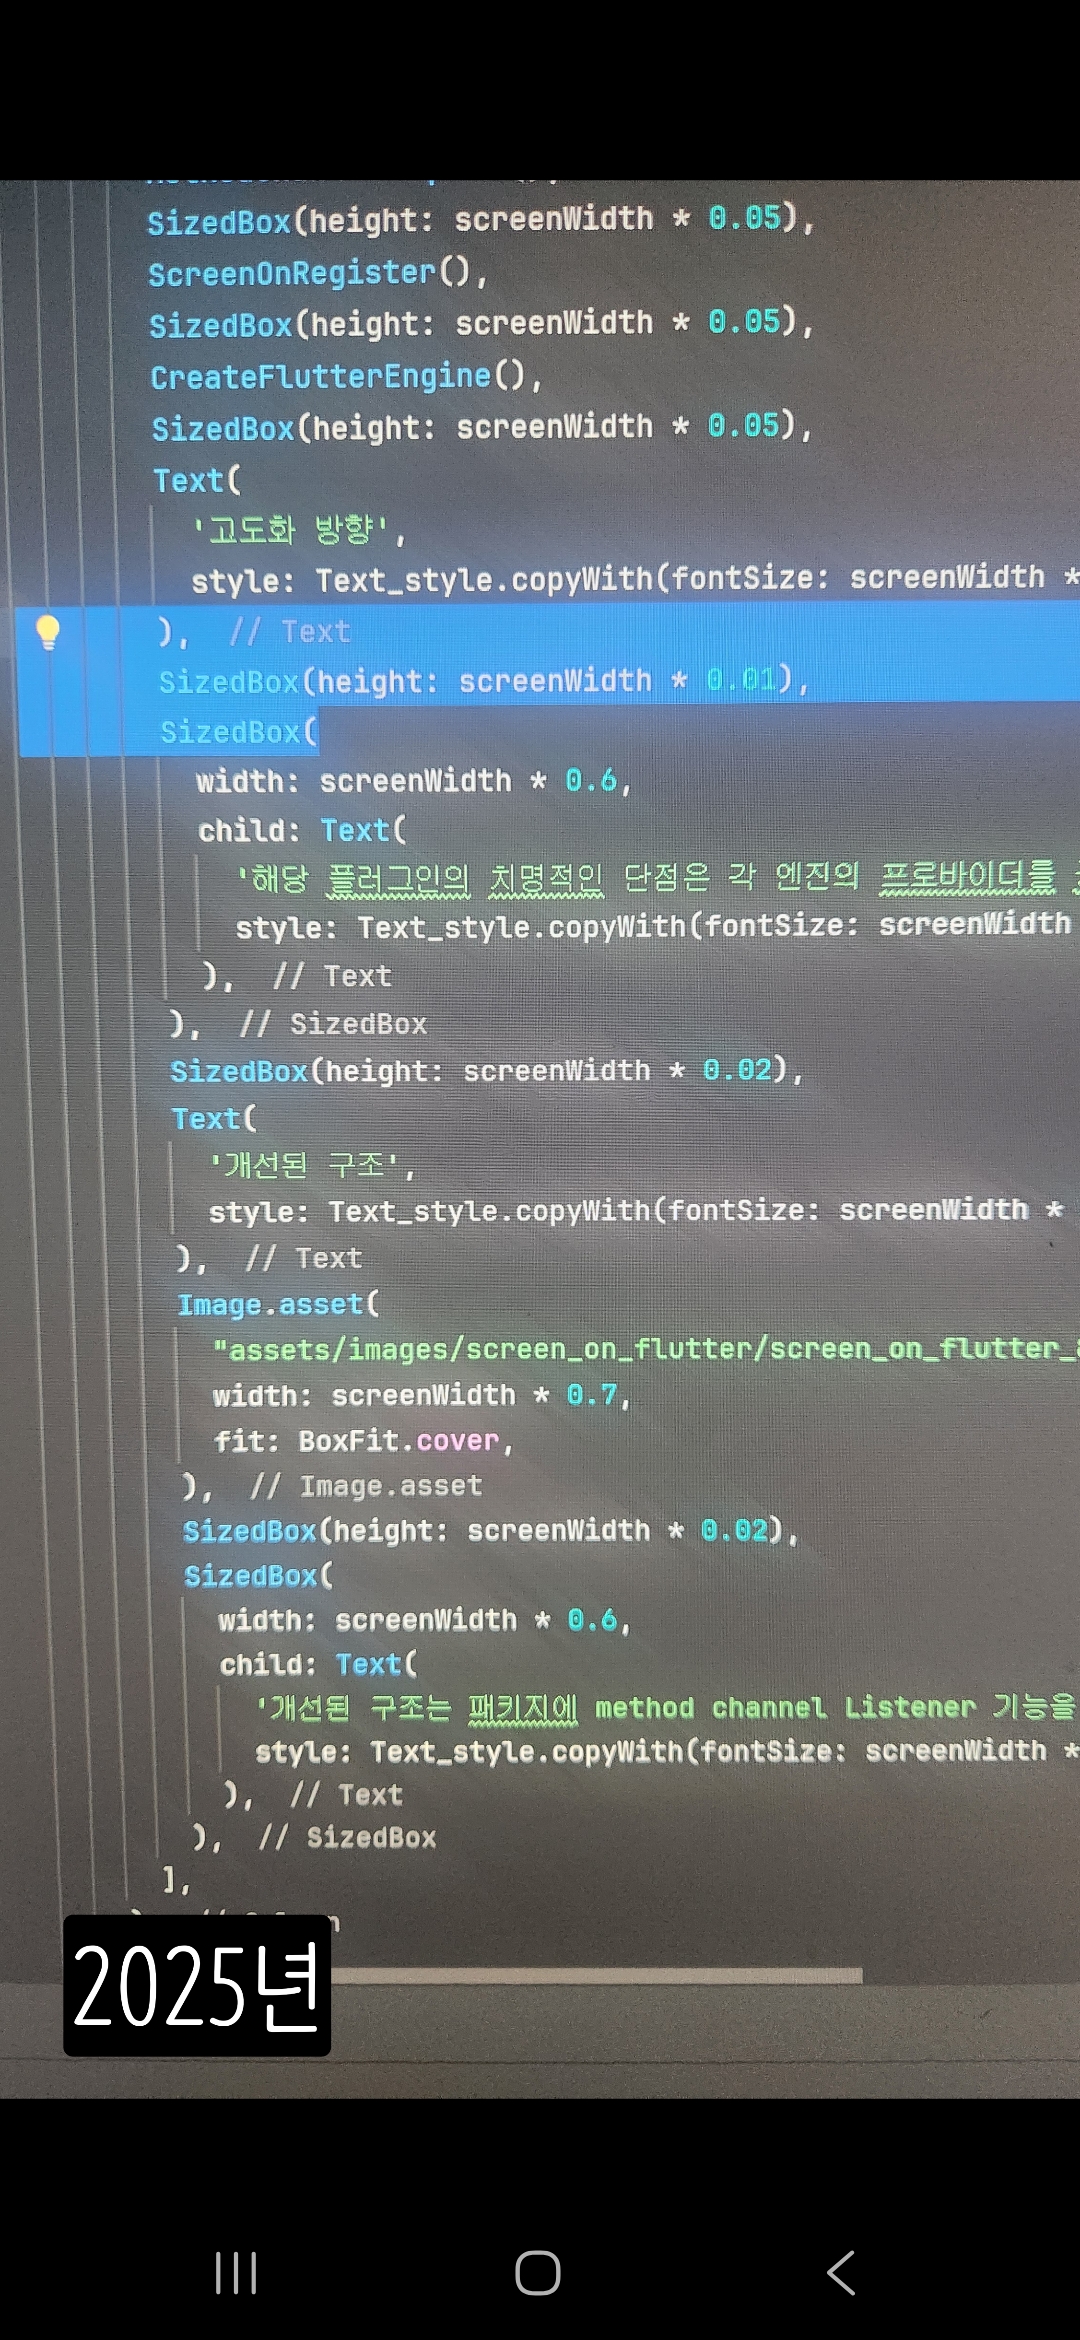 SizedBox(height: screenWidth * 0.05),
ScreenOnRegister(),
SizedBox(height: screenWidth * 0.05),
CreateFlutterEngine(),
SizedBox(height: screenWidth * 0.05),
Text(
'고도화 방향',
style: Text_style.copyWith(fontSize: screenWidth *
), // Text
SizedBox(height: screenWidth * 0.01),
SizedBox(
width: screenWidth * 0.6,
child: Text(
'해당 플러그인의 치명적인 단점은 각 엔진의 프로바이더를
style: Text_style.copyWith(fontSize: screenWidth
), // Text
), // SizedBox
SizedBox(height: screenWidth * 0.02),
Text(
'개선된 구조',
style: Text_style.copyWith(fontSize: screenWidth *
), // Text
Image.asset(
"assets/images/screen_on_flutter/screen_on_flutter_
width: screenWidth * 0.7,
fit: BoxFit.cover,
), // Image.asset
SizedBox(height: screenWidth * 0.02),
SizedBox(
width: screenWidth * 0.6,
child: Text(
'개선된 구조는 패키지에 method channel Listener 기능을
style: Text_style.copyWith(fontSize: screenWidth *
), // Text
), // SizedBox
],
2025년